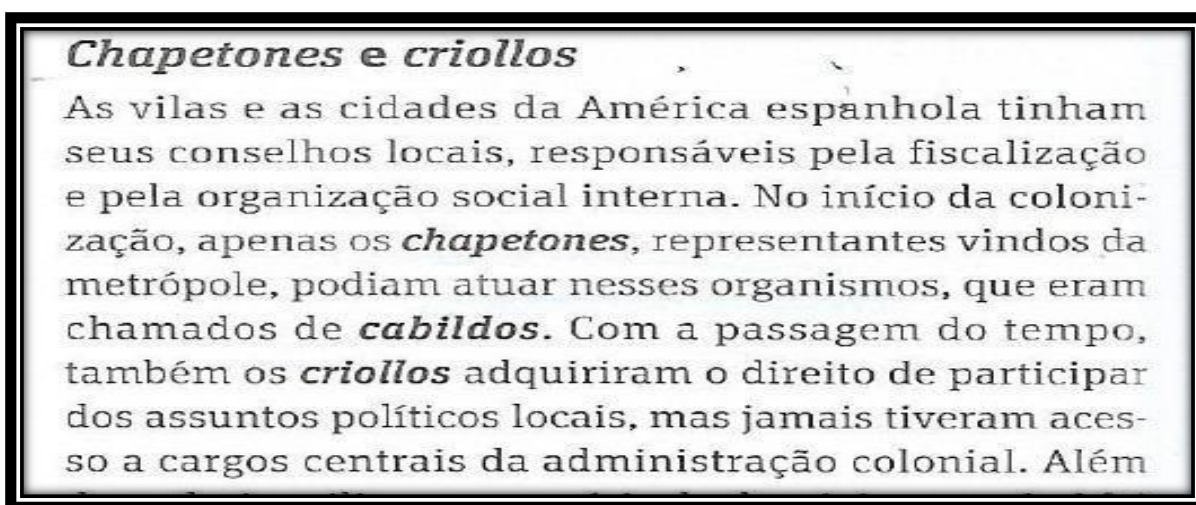 Chapetones e criollos
As vilas e as cidades da América espanhola tinham
seus conselhos locais, responsáveis pela fiscalização
e pela organização social interna. No início da coloni-
zação, apenas os chapetones, representantes vindos da
metrópole, podiam atuar nesses organismos, que eram
chamados de cabildos. Com a passagem do tempo,
também os criollos adquiriram o direito de participar
dos assuntos políticos locais, mas jamais tiveram aces-
so a cargos centrais da administração colonial. Além